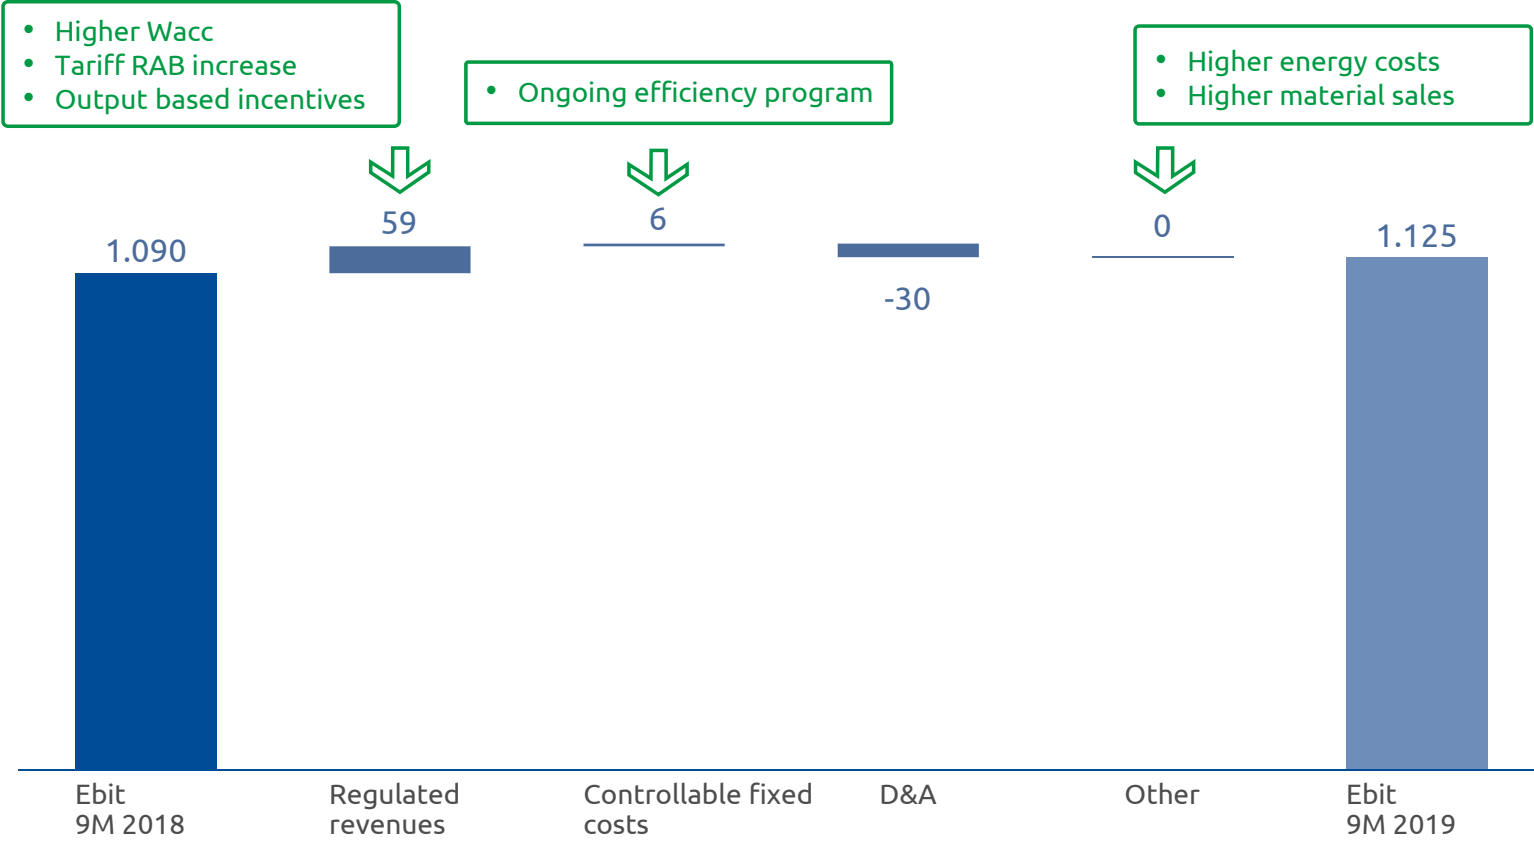 • Higher Wacc
• Tariff RAB increase
• Output based incentives
• Ongoing efficiency program
• Higher energy costs
• Higher material sales
1.090
59
6
-30
0
1.125
Ebit
9M 2018
Regulated
revenues
Controllable fixed
costs
D&A
Other
Ebit
9M 2019